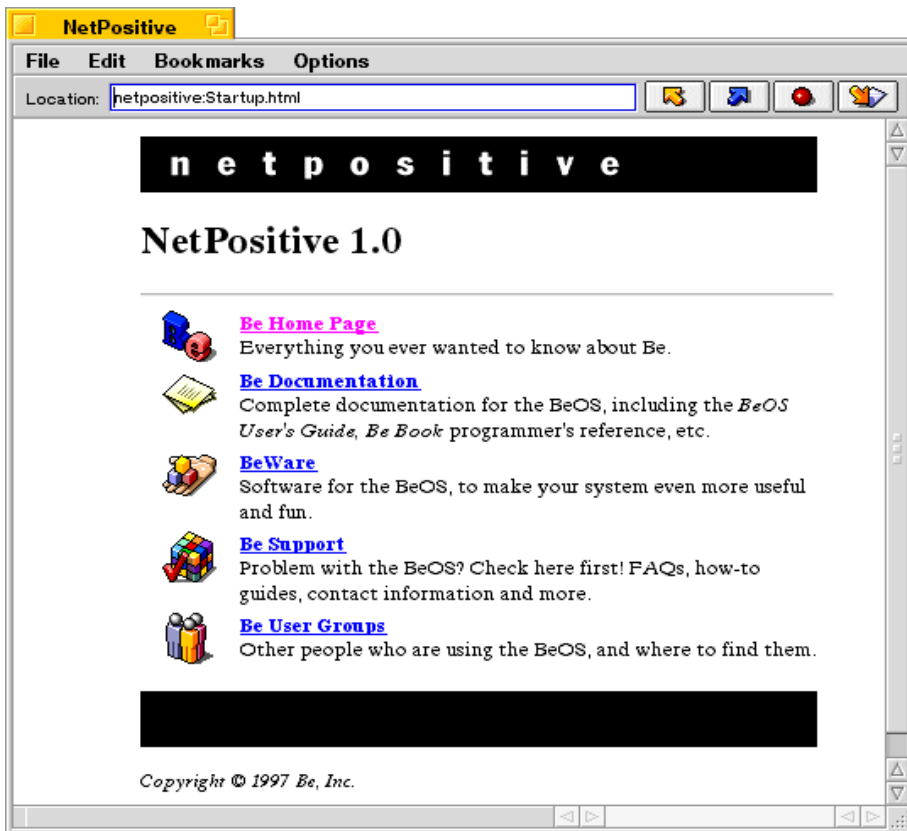 NetPositive
File Edit Bookmarks Options
Location: netpositive:Startup.html
netpositive
NetPositive 1.0
Be Home Page
Everything you ever wanted to know about Be.
Be Documentation
Complete documentation for the BeOS, including the BeOS
User's Guide, Be Book programmer's reference, etc.
BeWare
Software for the BeOS, to make your system even more useful
and fun.
Be Support
Problem with the BeOS? Check here first! FAQs, how-to
guides, contact information and more.
Be User Groups
Other people who are using the BeOS, and where to find them.
Copyright © 1997 Be, Inc.